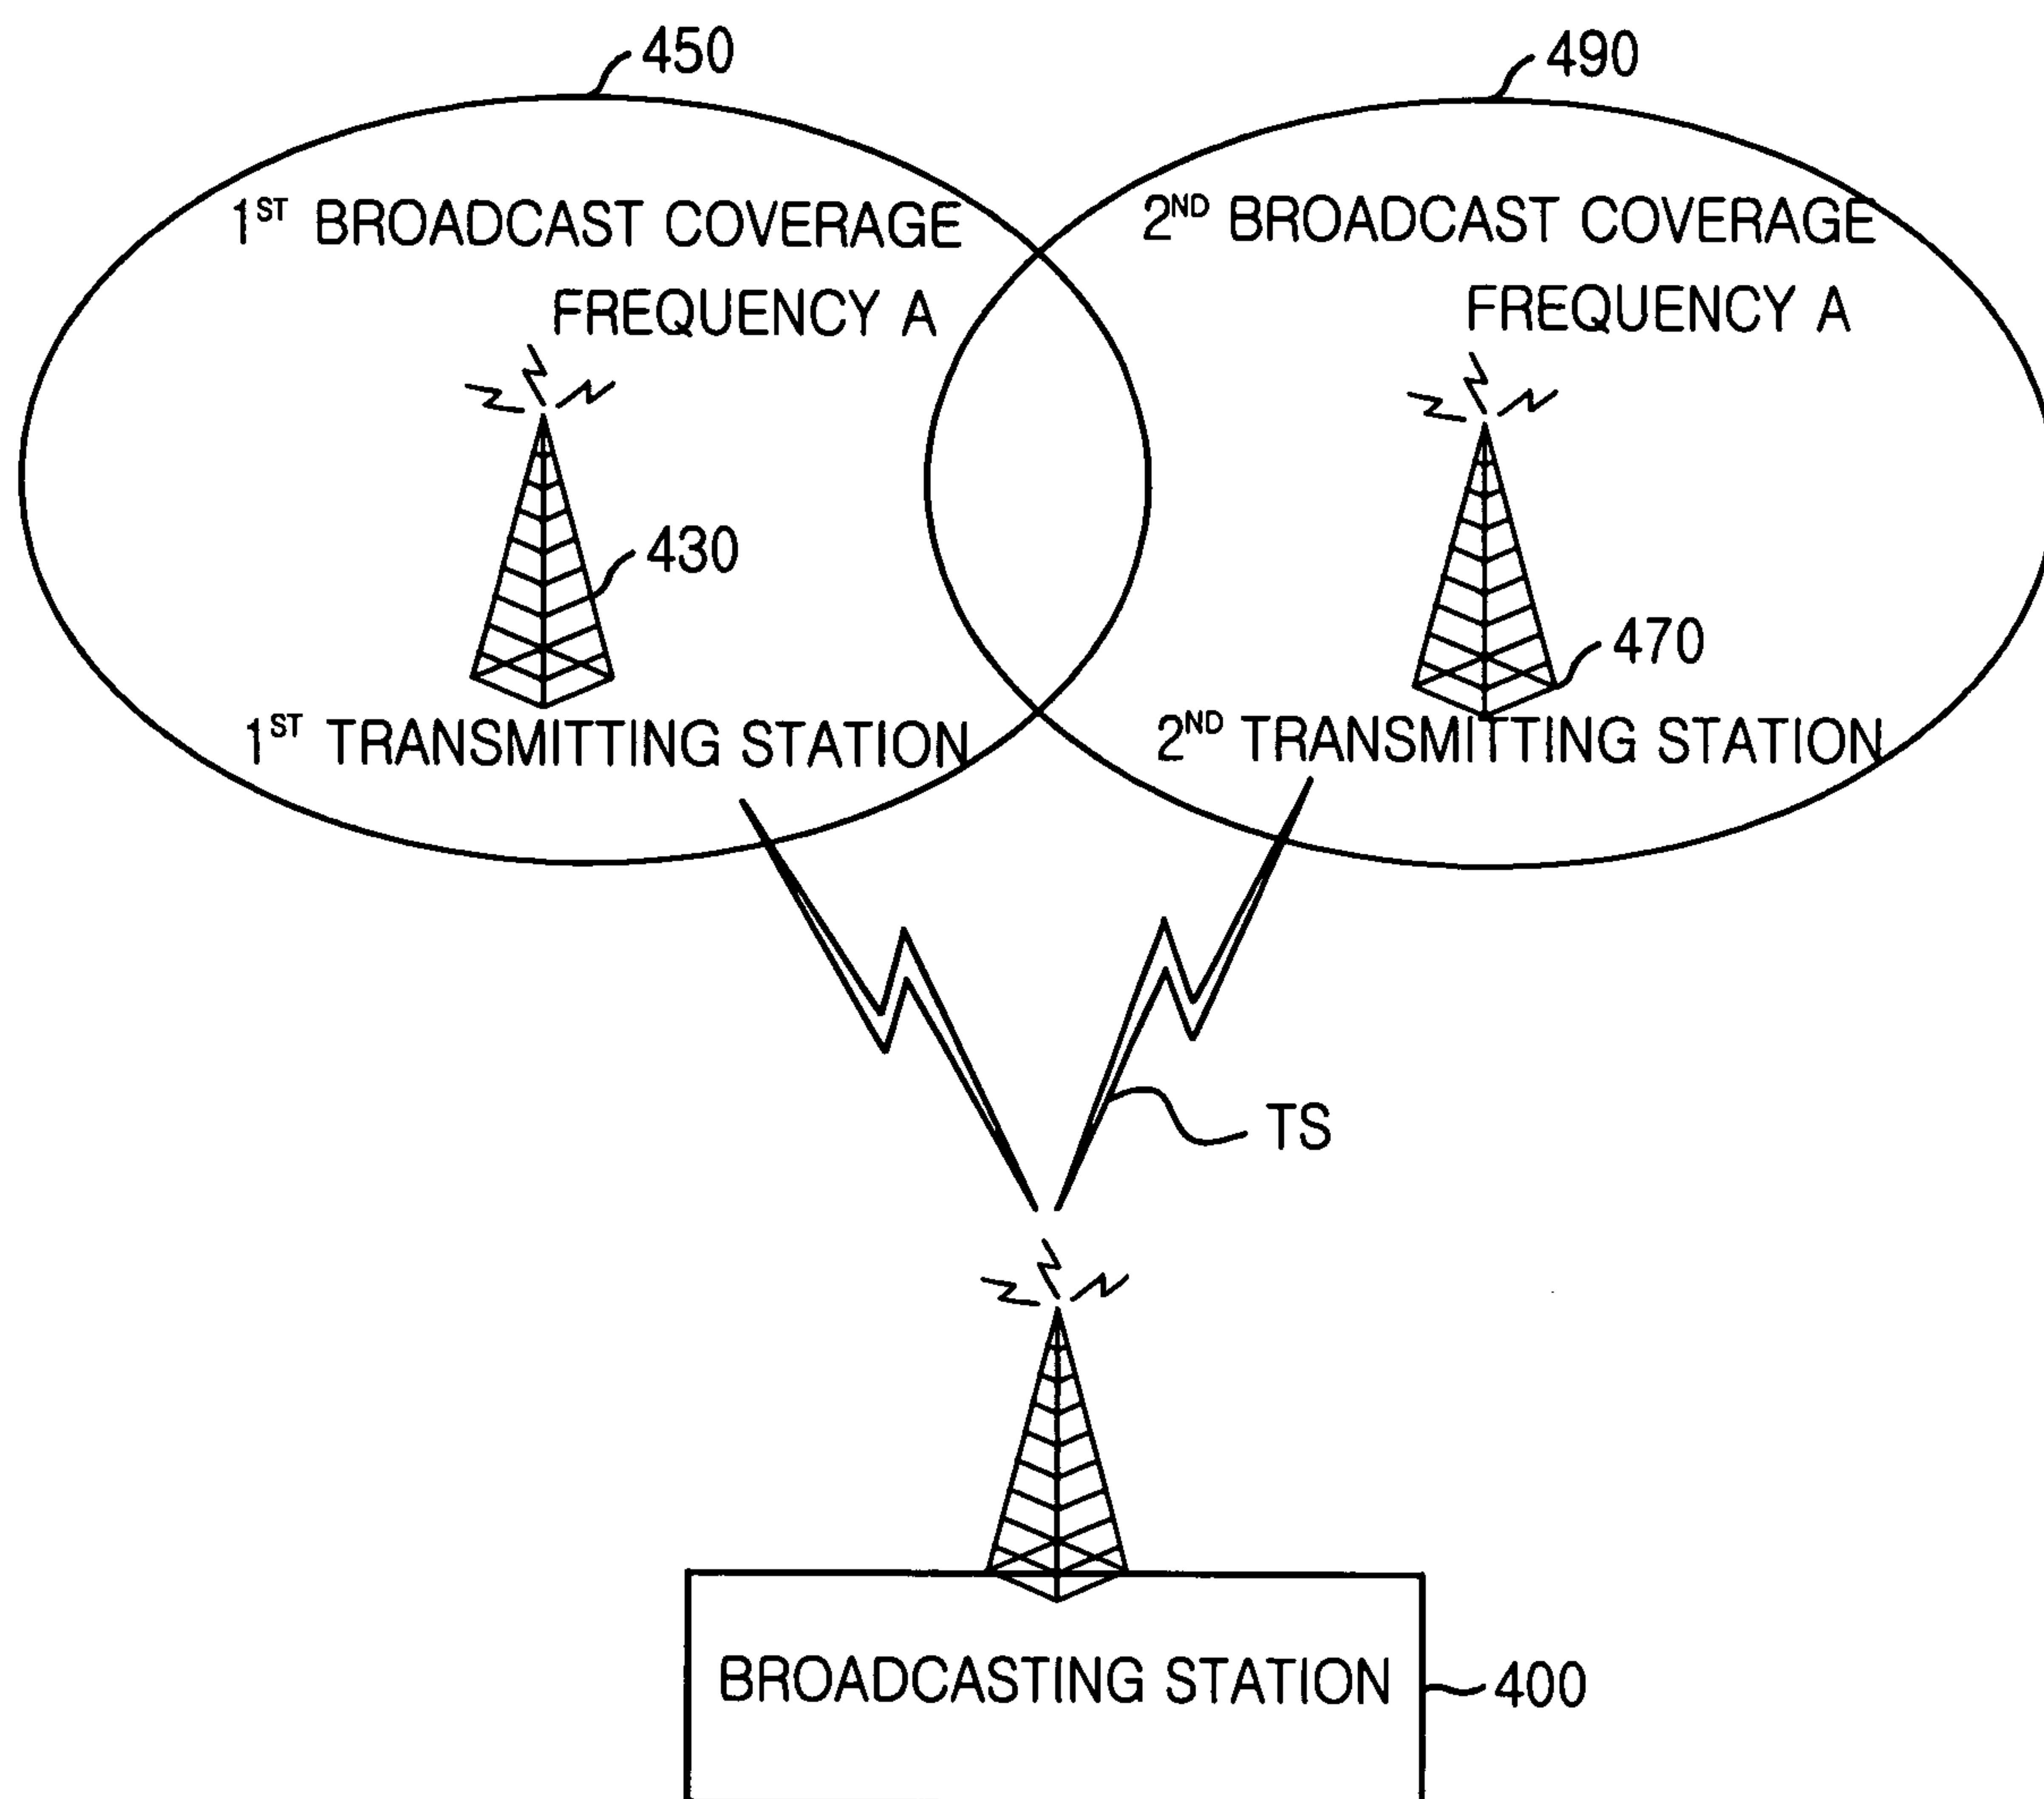 450
490
1ST BROADCAST COVERAGE
FREQUENCY A
2ND BROADCAST COVERAGE
FREQUENCY A
430
470
1ST TRANSMITTING STATION
2ND TRANSMITTING STATION
TS
BROADCASTING STATION
400